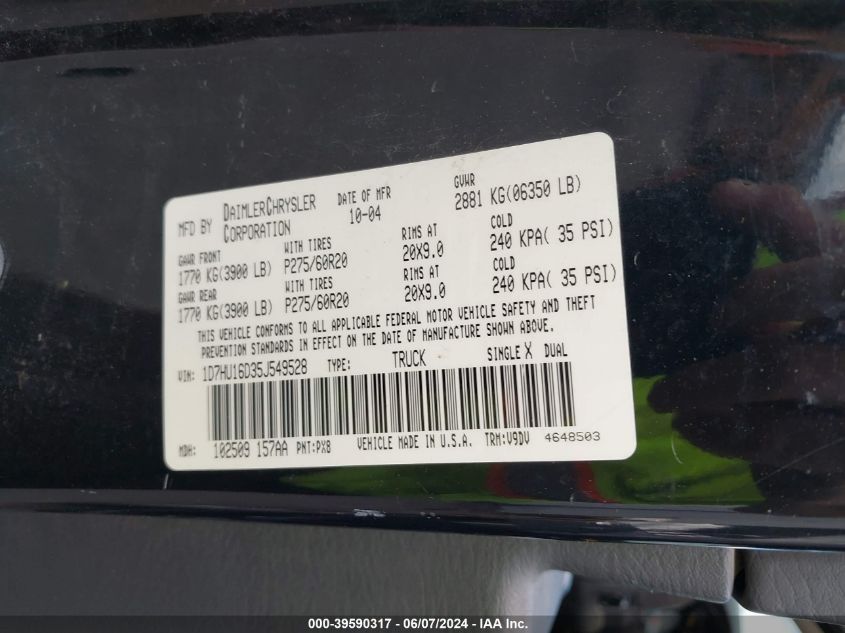 MFD BY DAIMLERCHRYSLER CORPORATION DATE OF MFR 10-04 GVWR 2881 KG(06350 LB)
GAWR FRONT WITH TIRES RIMS AT COLD
1770 KG(3900 LB) P275/60R20 20X9.0 240 KPA( 35 PSI)
GAWR REAR WITH TIRES RIMS AT COLD
1770 KG(3900 LB) P275/60R20 20X9.0 240 KPA( 35 PSI)
THIS VEHICLE CONFORMS TO ALL APPLICABLE FEDERAL MOTOR VEHICLE SAFETY AND THEFT
PREVENTION STANDARDS IN EFFECT ON THE DATE OF MANUFACTURE SHOWN ABOVE.
VIN: 1D7HU16D35J549528 TYPE: TRUCK SINGLE X DUAL
MDH: 102509 157AA PNT:PX8 VEHICLE MADE IN U.S.A. TRM:V9DV 4648503
000-39590317 - 06/07/2024 - IAA Inc.